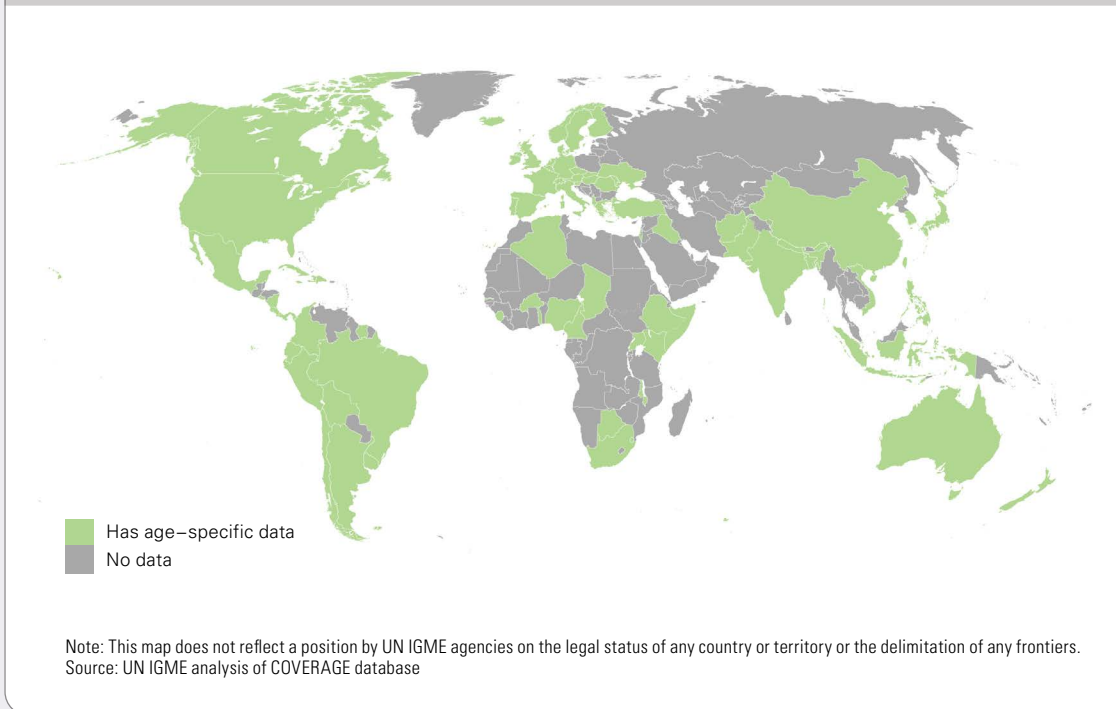 Has age–specific data
No data
Note: This map does not reflect a position by UN IGME agencies on the legal status of any country or territory or the delimitation of any frontiers.
Source: UN IGME analysis of COVERAGE database